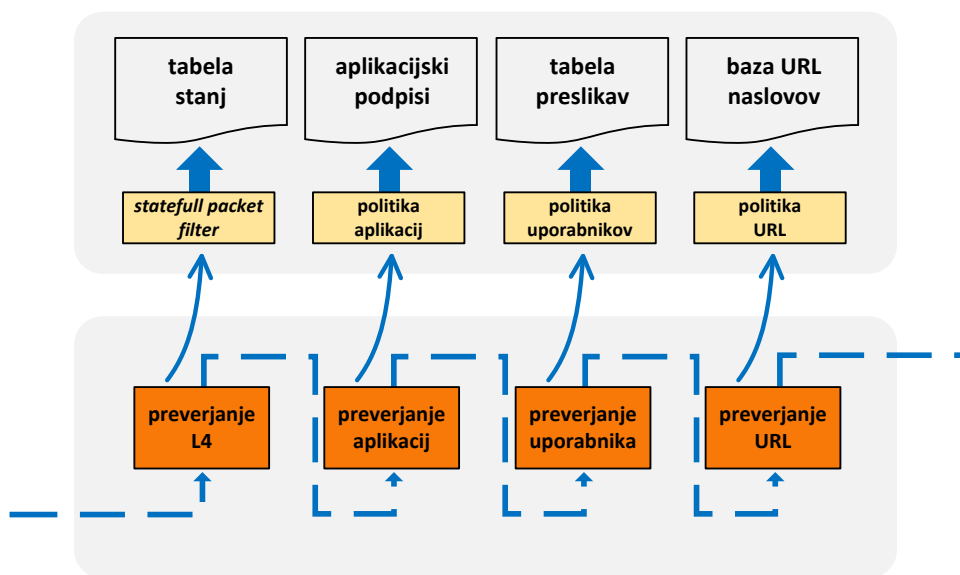 tabela
stanj
aplikacijski
podpisi
tabela
preslikav
baza URL
naslovov
statefull packet
filter
politika
aplikacij
politika
uporabnikov
politika
URL
preverjanje
L4
preverjanje
aplikacij
preverjanje
uporabnika
preverjanje
URL